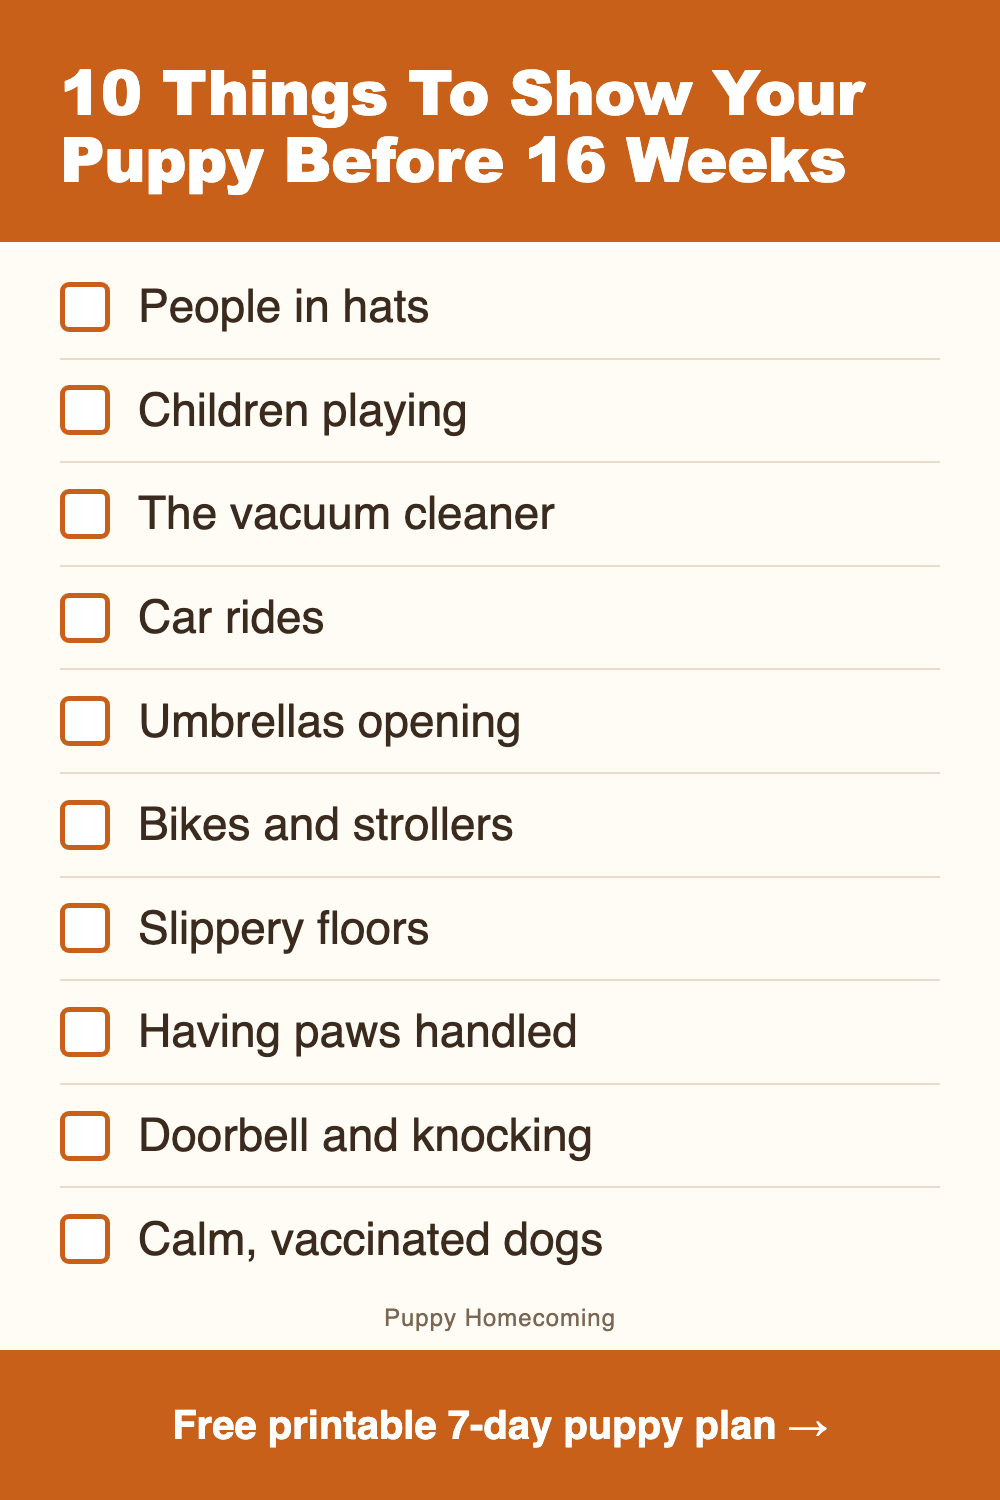 10 Things To Show Your
Puppy Before 16 Weeks
People in hats
Children playing
The vacuum cleaner
Car rides
Umbrellas opening
Bikes and strollers
Slippery floors
Having paws handled
Doorbell and knocking
Calm, vaccinated dogs
Puppy Homecoming
Free printable 7-day puppy plan →